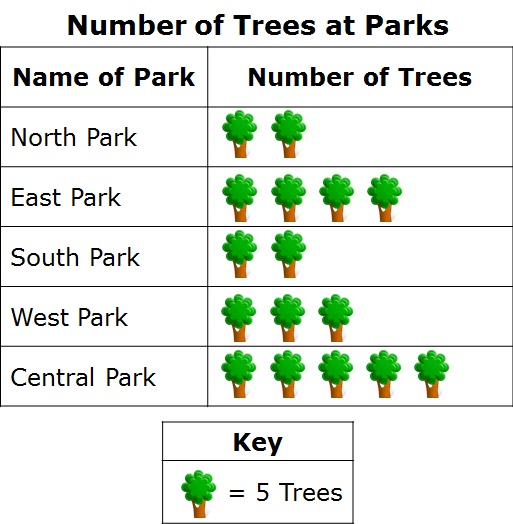 Number of Trees at Parks
Name of Park Number of Trees
North Park
East Park
South Park
West Park
Central Park
Key
= 5 Trees